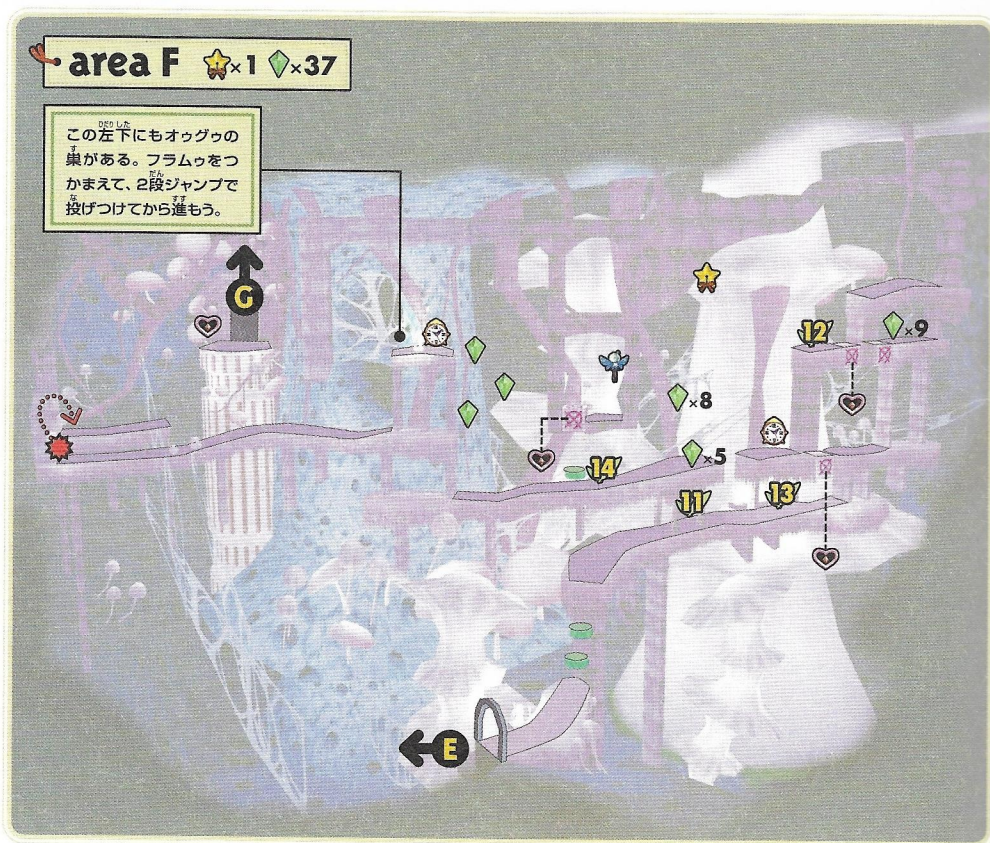 area F ×1 ×37
この左下にもオゥグゥの
巣がある。フラムゥをつ
かまえて、2段ジャンプで
投げつけてから進もう。
G
12
×9
×8
14
×5
11
13
E